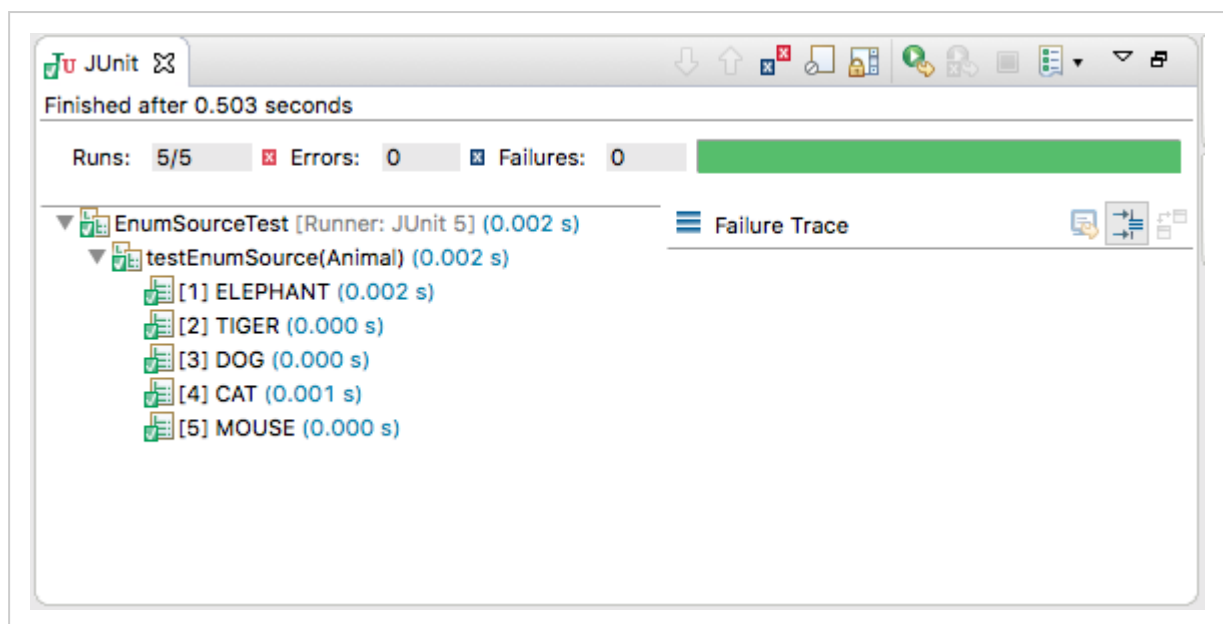 JUnit
Finished after 0.503 seconds
Runs: 5/5 Errors: 0 Failures: 0
EnumSourceTest [Runner: JUnit 5] (0.002 s)
Failure Trace
testEnumSource(Animal) (0.002 s)
[1] ELEPHANT (0.002 s)
[2] TIGER (0.000 s)
[3] DOG (0.000 s)
[4] CAT (0.001 s)
[5] MOUSE (0.000 s)